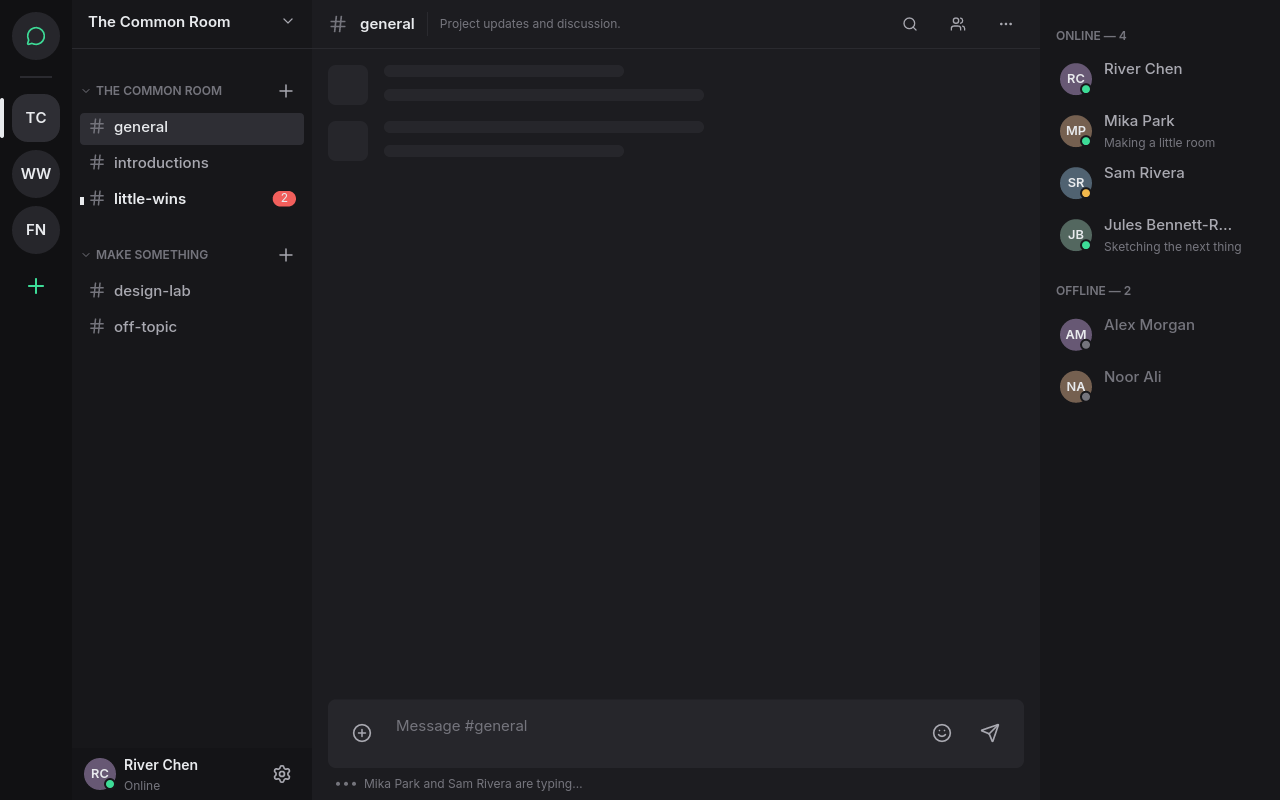 The Common Room
TC
WW
FN
THE COMMON ROOM
general
introductions
little-wins 2
MAKE SOMETHING
design-lab
off-topic
RC River Chen
Online
general Project updates and discussion.
Message #general
Mika Park and Sam Rivera are typing...
ONLINE — 4
RC River Chen
MP Mika Park
Making a little room
SR Sam Rivera
JB Jules Bennett-R...
Sketching the next thing
OFFLINE — 2
AM Alex Morgan
NA Noor Ali